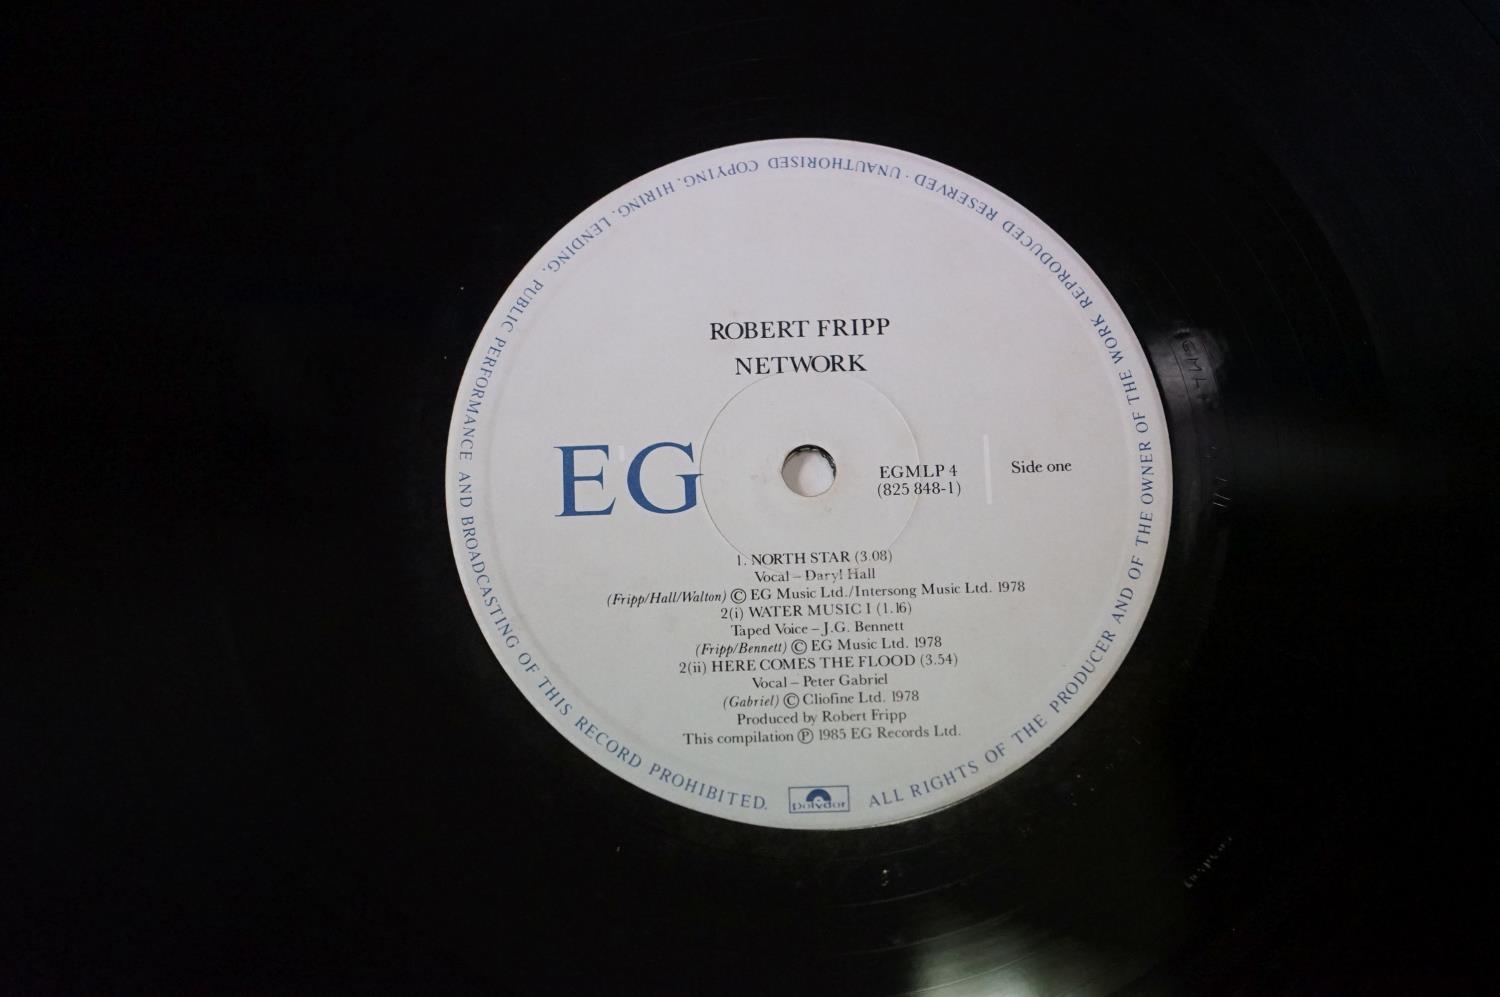 ROBERT FRIPP
NETWORK
EG
EGMLP 4
(825 848-1)
Side one
1. NORTH STAR (3.08)
Vocal – Daryl Hall
(Fripp/Hall/Walton) © EG Music Ltd./Intersong Music Ltd. 1978
2(i) WATER MUSIC I (1.16)
Taped Voice – J.G. Bennett
(Fripp/Bennett) © EG Music Ltd. 1978
2(ii) HERE COMES THE FLOOD (3.54)
Vocal – Peter Gabriel
(Gabriel) © Cliofine Ltd. 1978
Produced by Robert Fripp
This compilation ℗ 1985 EG Records Ltd.
Polydor
ALL RIGHTS OF THE PRODUCER AND OF THE OWNER OF THE WORK REPRODUCED RESERVED · UNAUTHORISED COPYING, HIRING, LENDING, PUBLIC PERFORMANCE AND BROADCASTING OF THIS RECORD PROHIBITED.